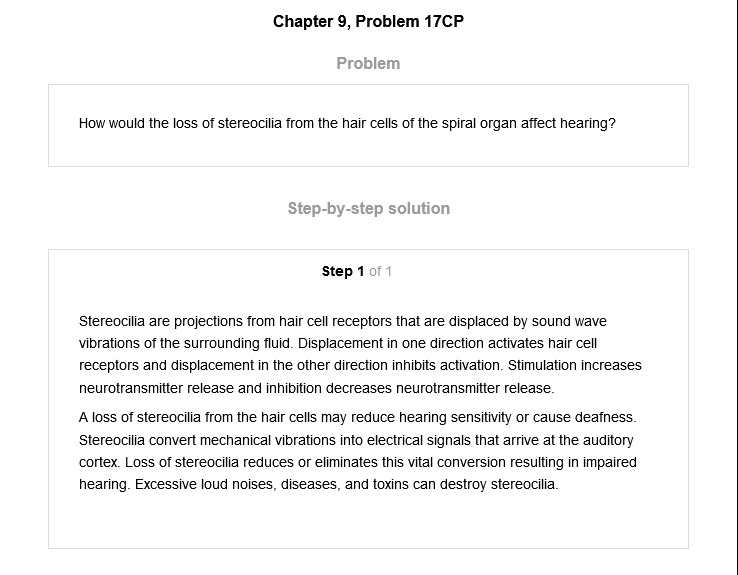 Chapter 9, Problem 17CP
Problem
How would the loss of stereocilia from the hair cells of the spiral organ affect hearing?
Step-by-step solution
Step 1 of 1
Stereocilia are projections from hair cell receptors that are displaced by sound wave
vibrations of the surrounding fluid. Displacement in one direction activates hair cell
receptors and displacement in the other direction inhibits activation. Stimulation increases
neurotransmitter release and inhibition decreases neurotransmitter release.
A loss of stereocilia from the hair cells may reduce hearing sensitivity or cause deafness.
Stereocilia convert mechanical vibrations into electrical signals that arrive at the auditory
cortex. Loss of stereocilia reduces or eliminates this vital conversion resulting in impaired
hearing. Excessive loud noises, diseases, and toxins can destroy stereocilia.